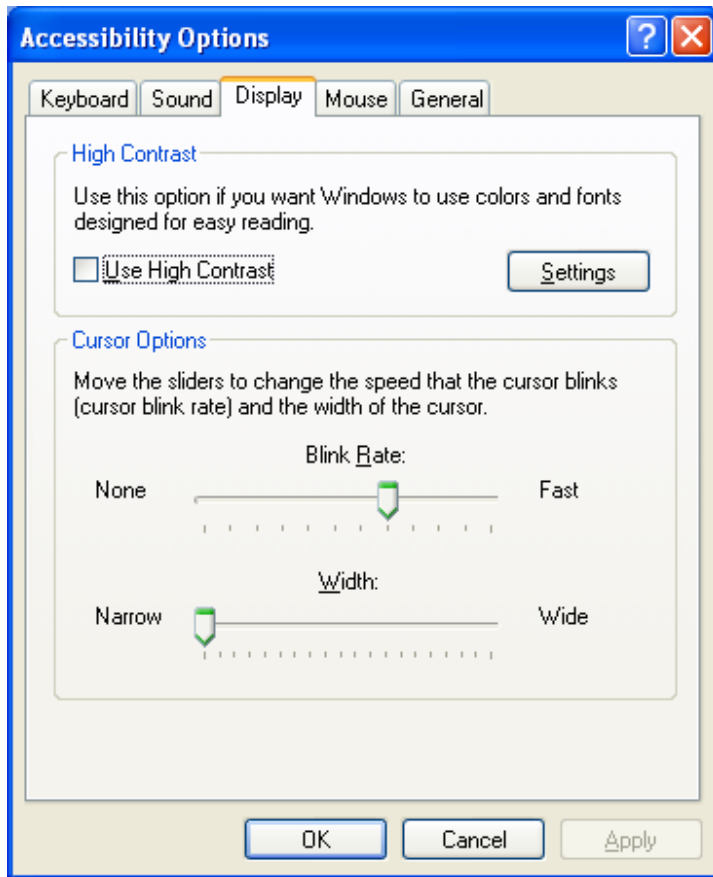 Accessibility Options
Keyboard Sound Display Mouse General
High Contrast
Use this option if you want Windows to use colors and fonts
designed for easy reading.
Use High Contrast Settings
Cursor Options
Move the sliders to change the speed that the cursor blinks
(cursor blink rate) and the width of the cursor.
Blink Rate:
None Fast
Width:
Narrow Wide
OK Cancel Apply